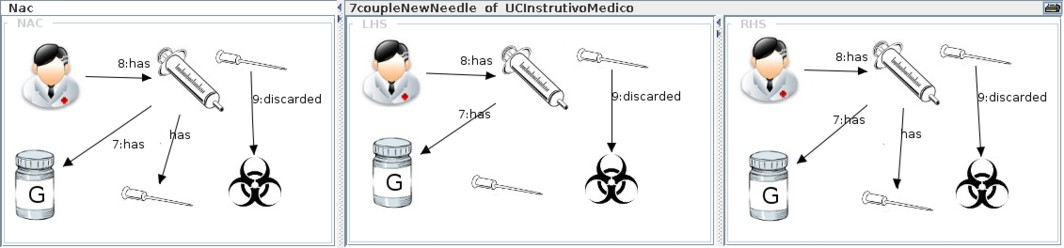 Nac
7coupleNewNeedle of UCInstrutivoMedico
NAC
8:has
9:discarded
has
7:has
G
LHS
8:has
9:discarded
7:has
G
RHS
8:has
9:discarded
7:has
has
G